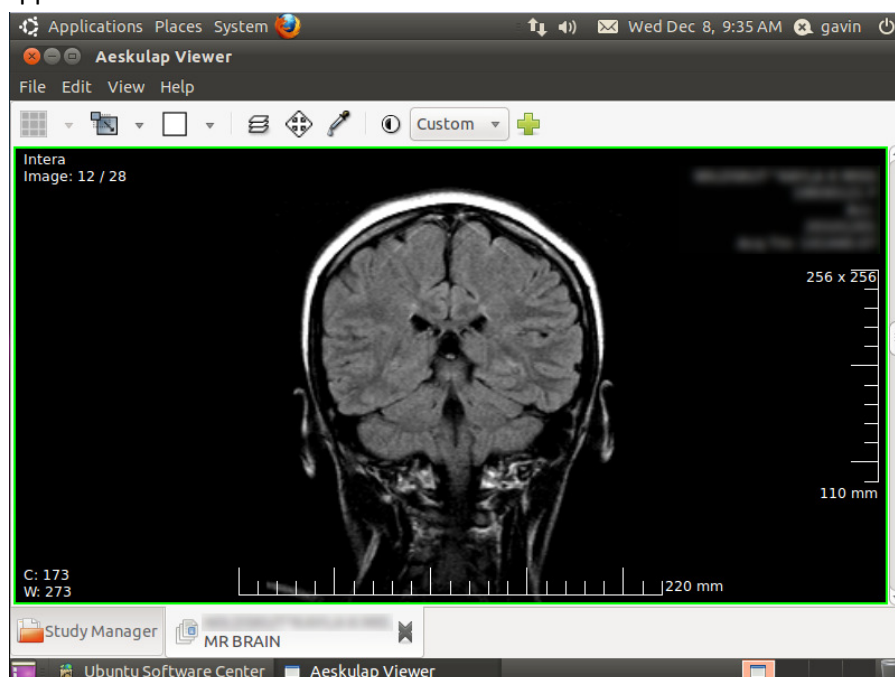 Applications Places System Wed Dec 8, 9:35 AM gavin
Aeskulap Viewer
File Edit View Help
Custom
Intera
Image: 12 / 28
256 x 256
110 mm
C: 173
W: 273
220 mm
Study Manager
MR BRAIN
Ubuntu Software Center Aeskulap Viewer